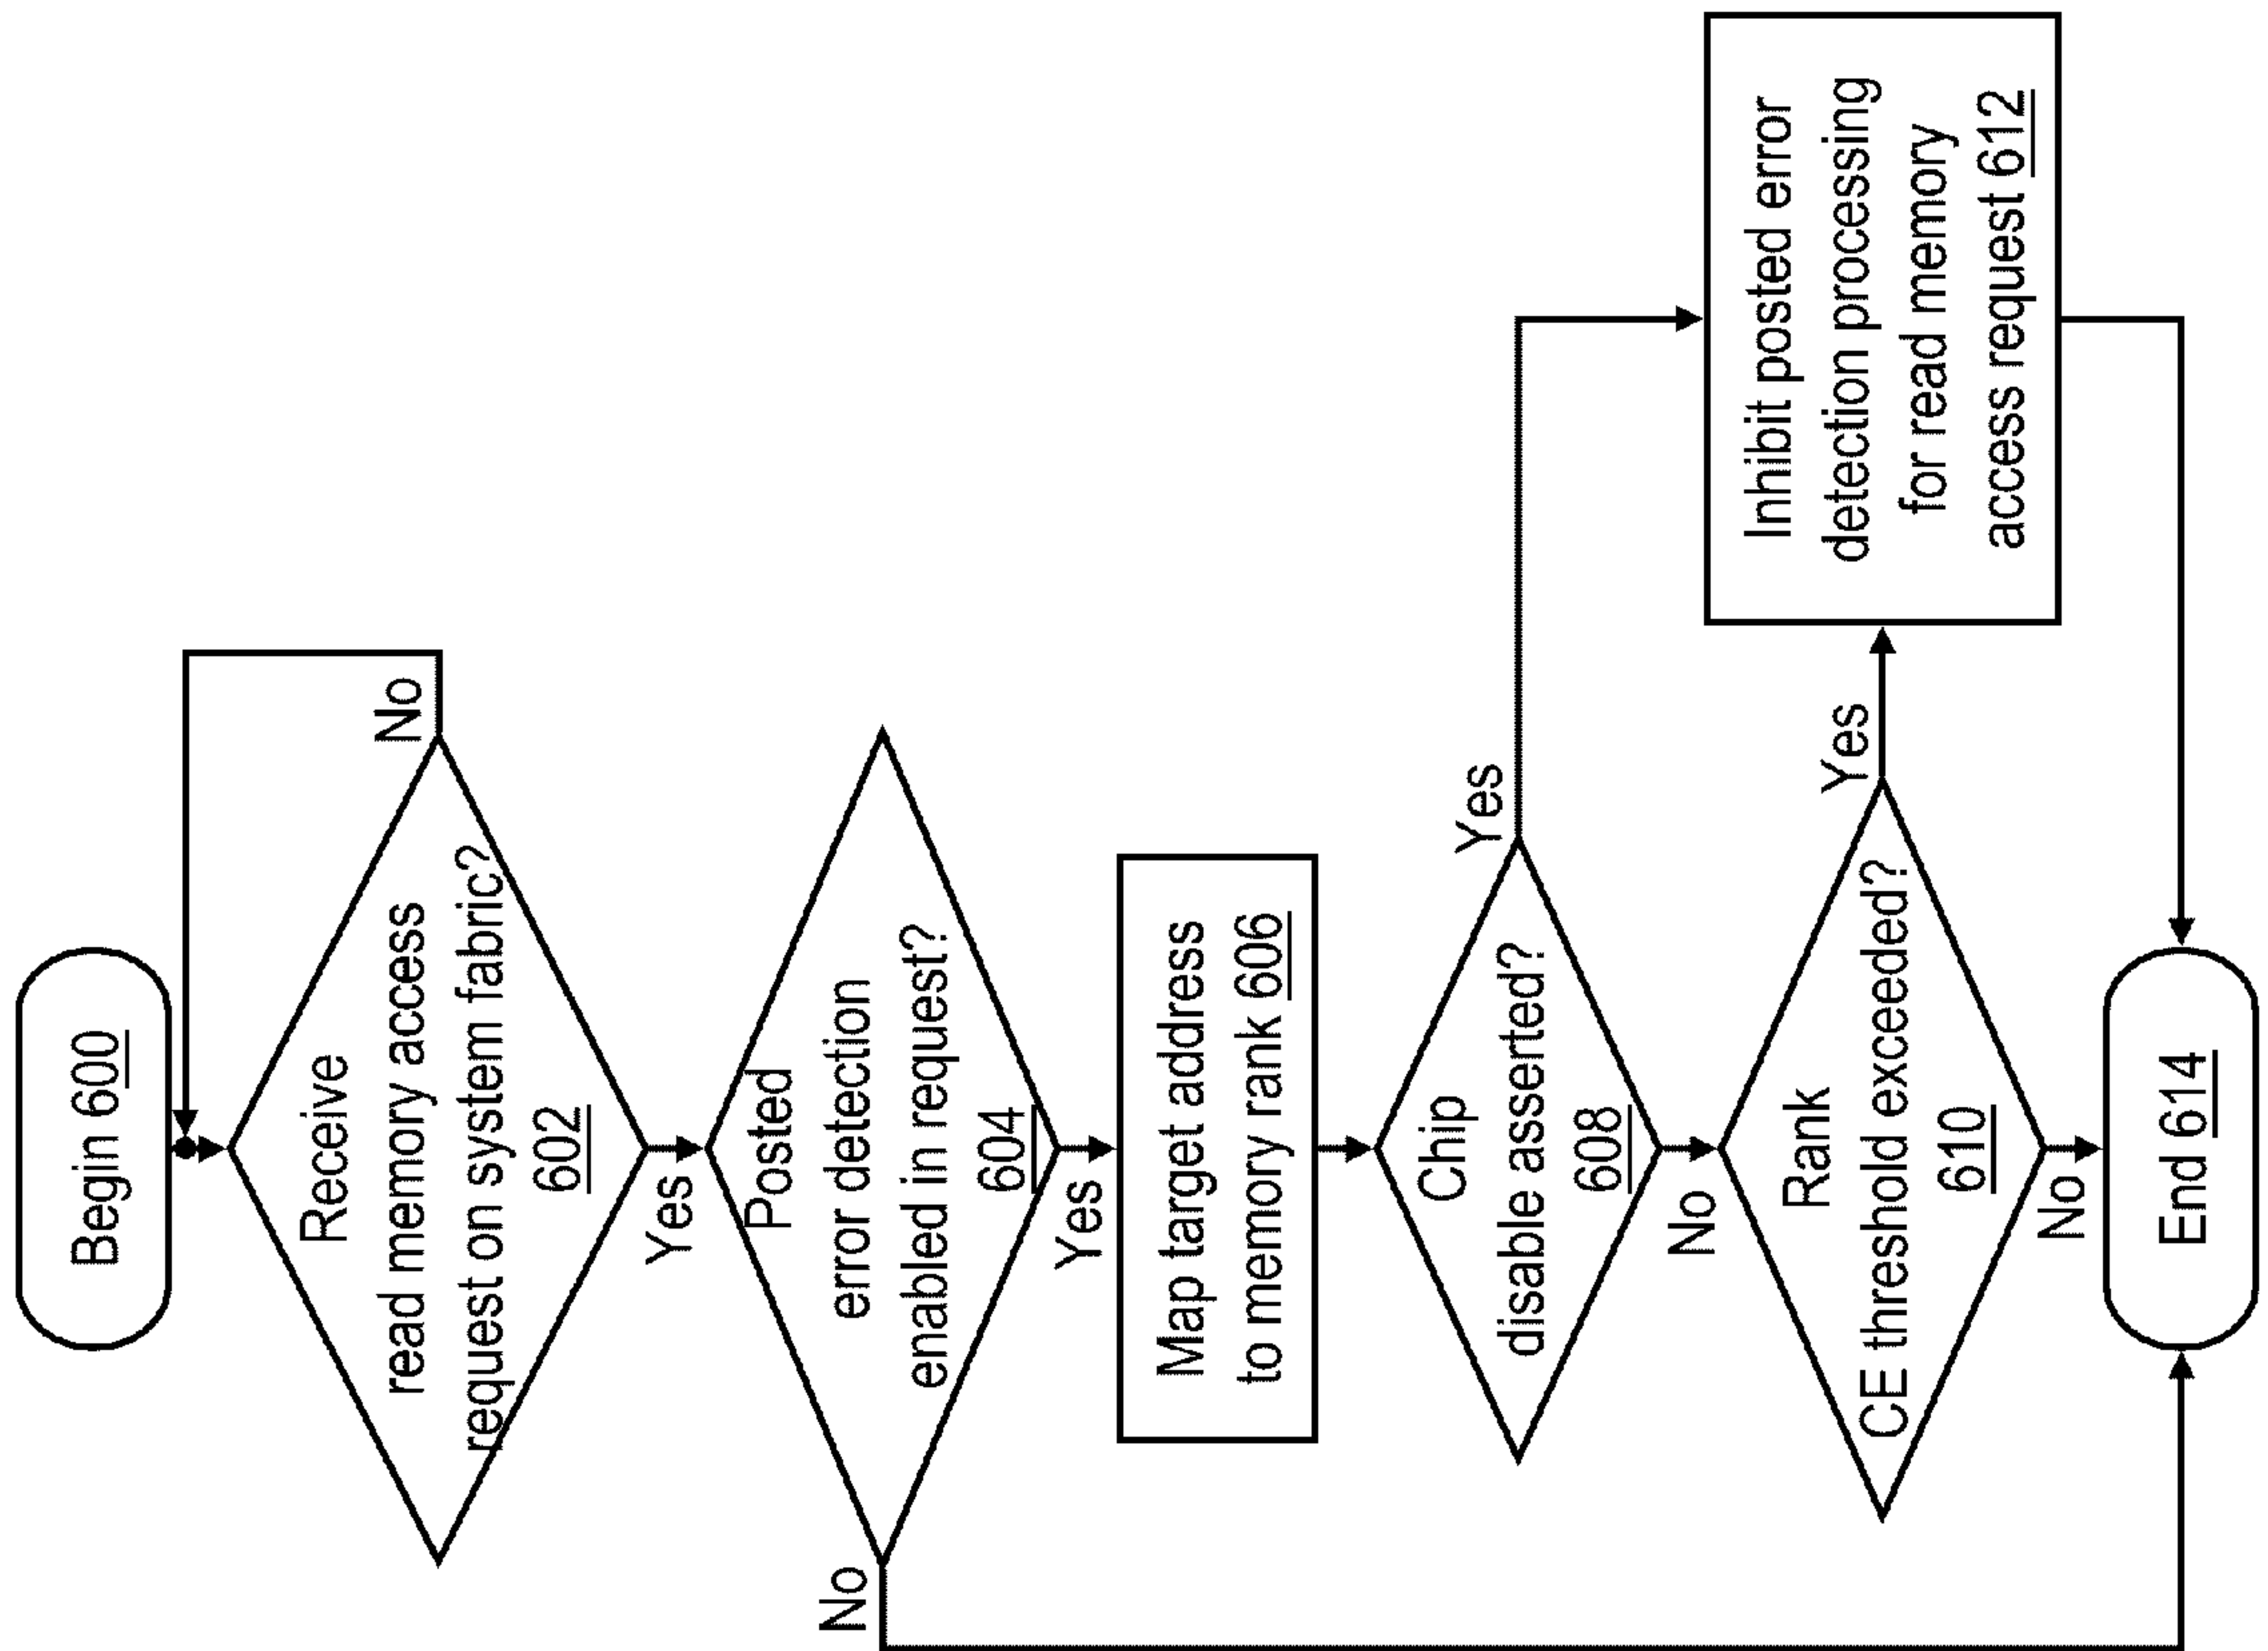 Begin 600
Receive
read memory access
request on system fabric?
602
No
Yes
Posted
error detection
enabled in request?
604
No
Yes
Map target address
to memory rank 606
Chip
disable asserted?
608
Yes
No
Rank
CE threshold exceeded?
610
Yes
No
Inhibit posted error
detection processing
for read memory
access request 612
End 614